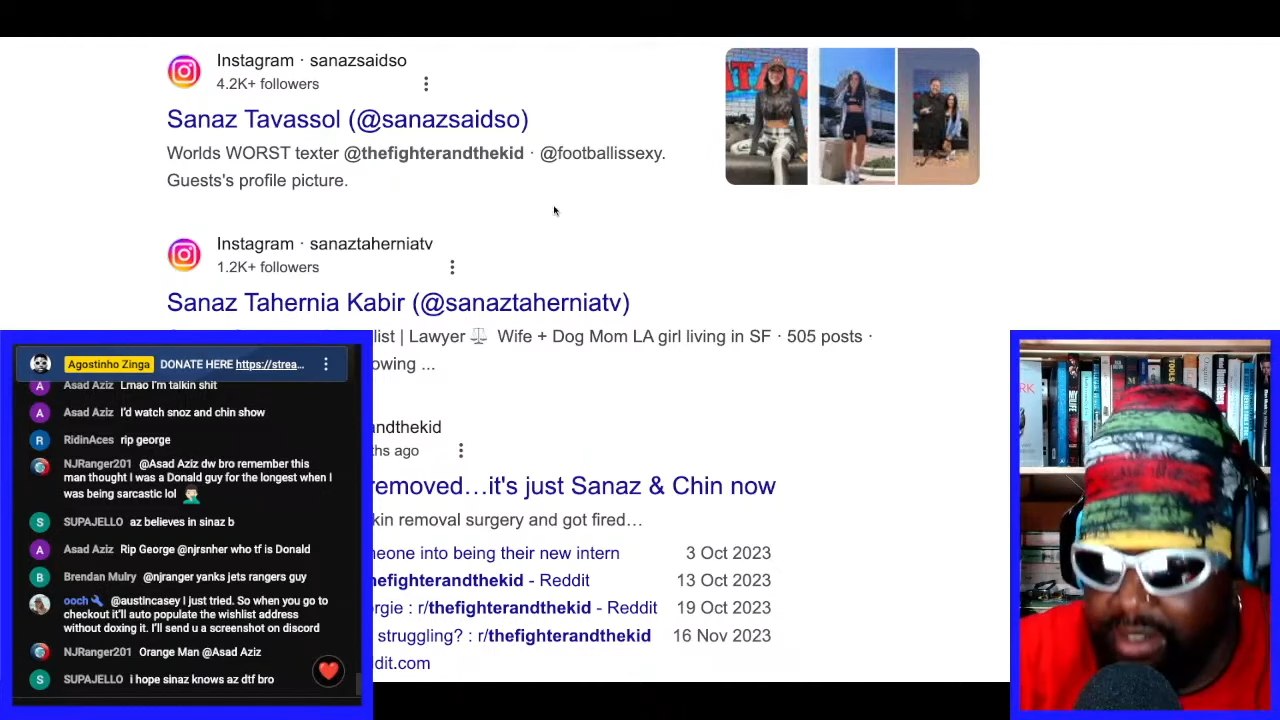 Instagram · sanazsaidso
4.2K+ followers
Sanaz Tavassol (@sanazsaidso)
Worlds WORST texter @thefighterandthekid · @footballissexy.
Guests's profile picture.
Instagram · sanaztaherniatv
1.2K+ followers
Sanaz Tahernia Kabir (@sanaztaherniatv)
list | Lawyer ⚖️ Wife + Dog Mom LA girl living in SF · 505 posts ·
owing ...
andthekid
ths ago
removed…it's just Sanaz & Chin now
kin removal surgery and got fired…
meone into being their new intern 3 Oct 2023
hefighterandthekid - Reddit 13 Oct 2023
orgie : r/thefighterandthekid - Reddit 19 Oct 2023
struggling? : r/thefighterandthekid 16 Nov 2023
dit.com
Agostinho Zinga DONATE HERE https://strea...
A Asad Aziz Lmao I'm talkin shit
A Asad Aziz I'd watch snoz and chin show
R RidinAces rip george
NJRanger201 @Asad Aziz dw bro remember this
man thought I was a Donald guy for the longest when I
was being sarcastic lol
S SUPAJELLO az believes in sinaz b
A Asad Aziz Rip George @njrsnher who tf is Donald
B Brendan Mulry @njranger yanks jets rangers guy
ooch @austincasey I just tried. So when you go to
checkout it'll auto populate the wishlist address
without doxing it. I'll send u a screenshot on discord
NJRanger201 Orange Man @Asad Aziz
S SUPAJELLO i hope sinaz knows az dtf bro